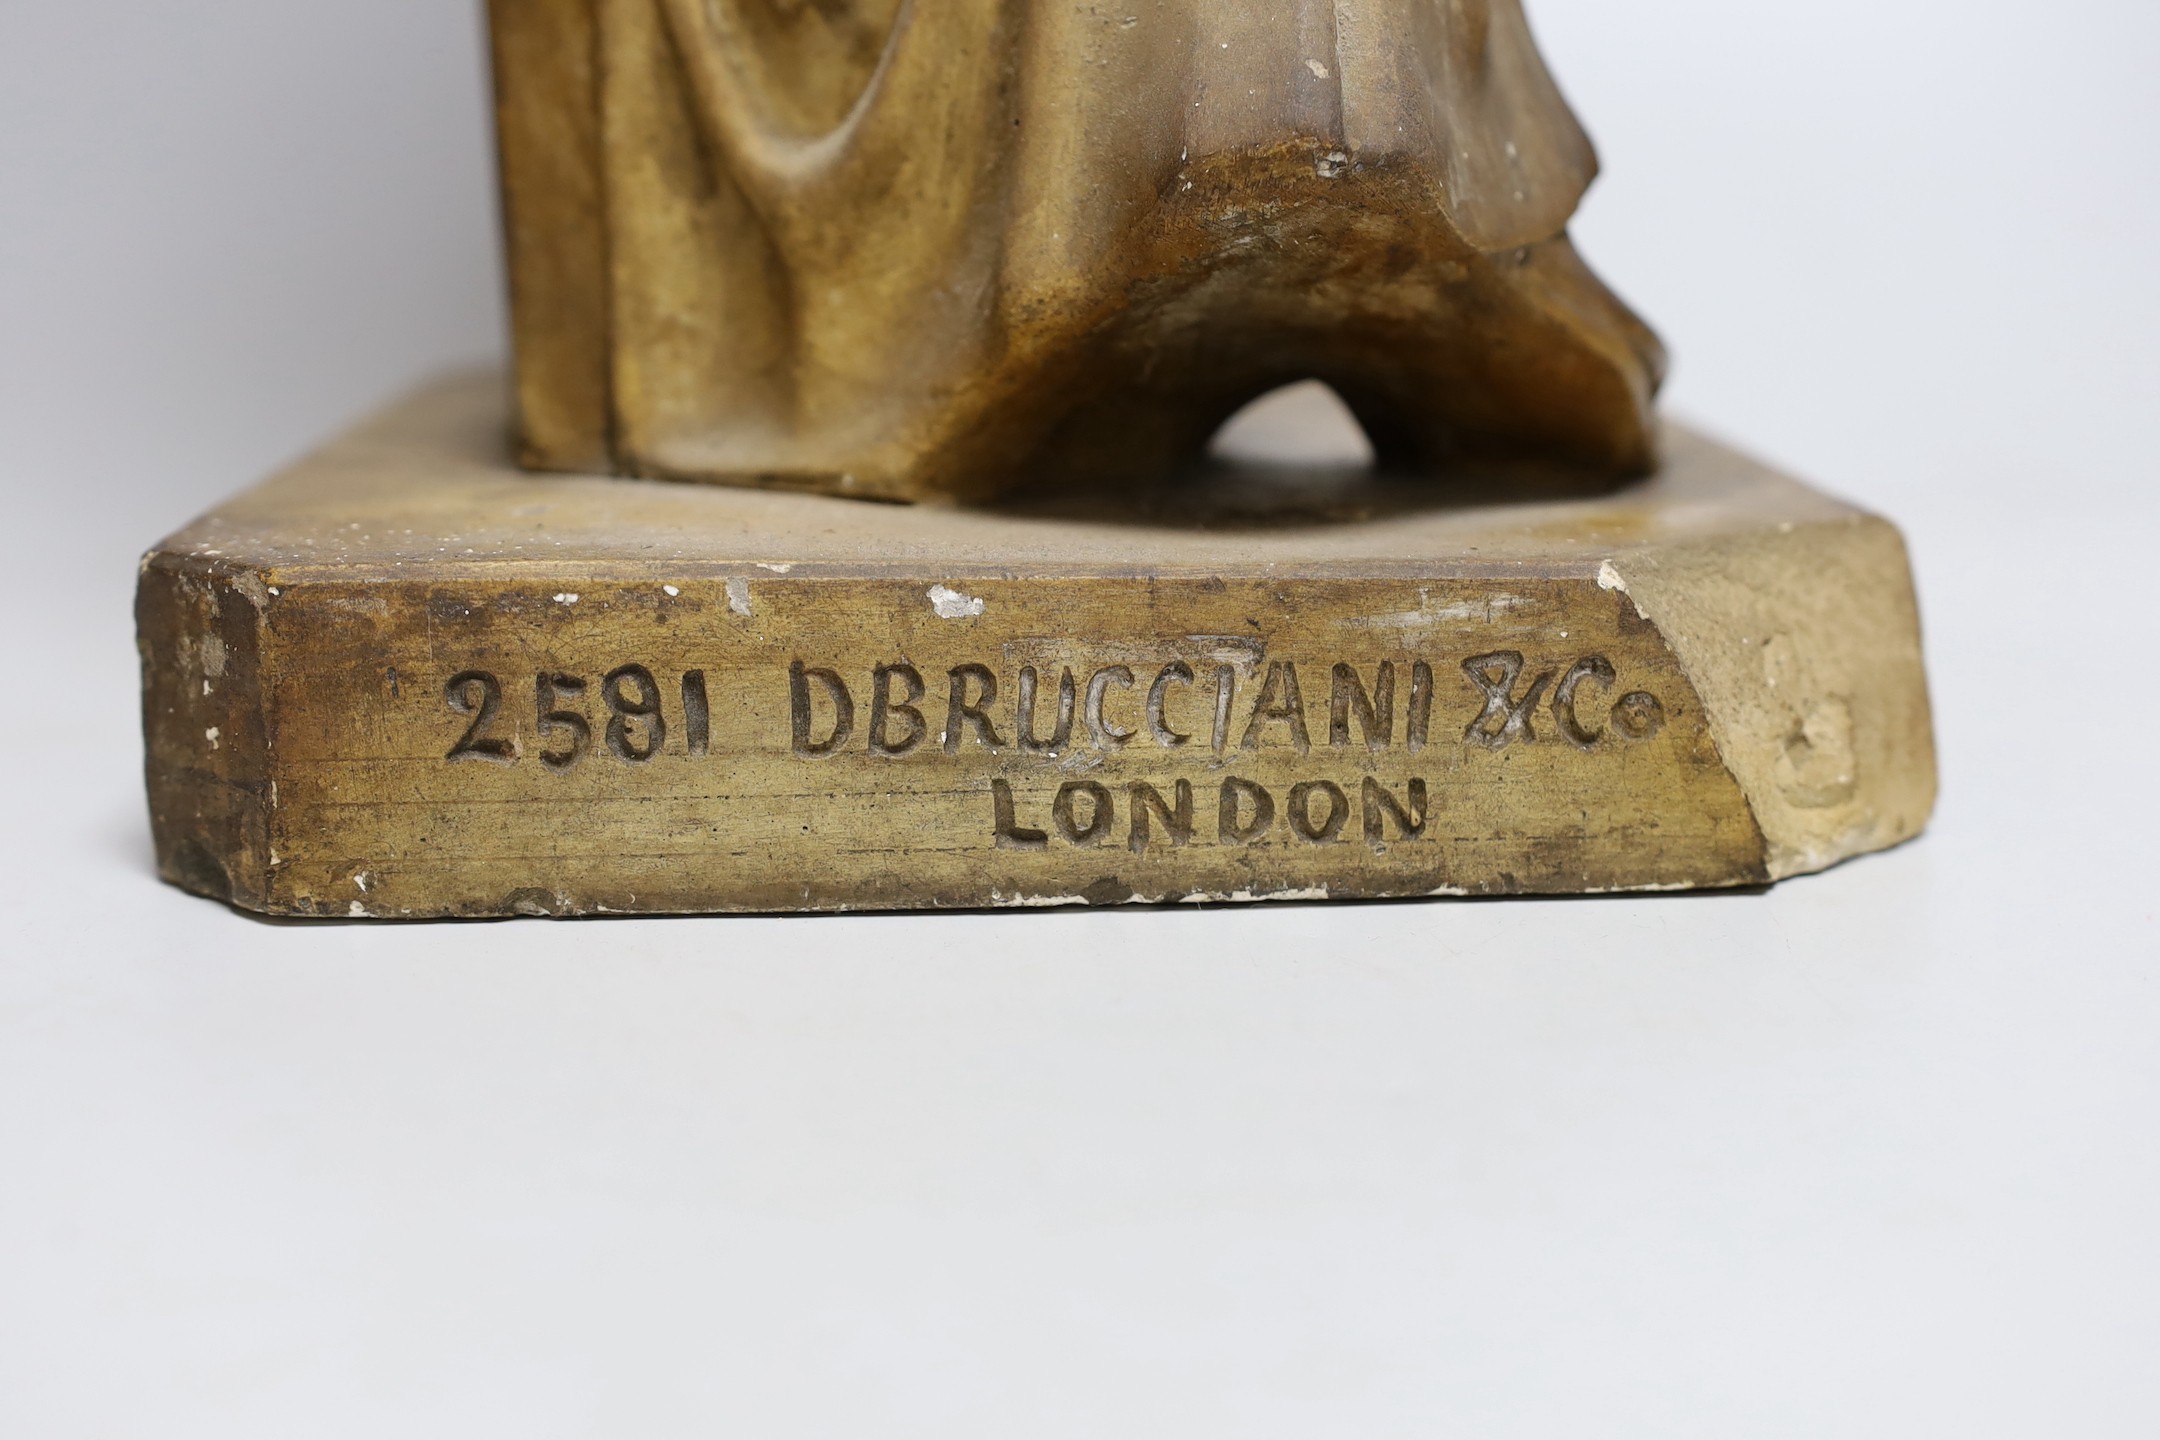 2581 DBRUCCIANI & Co
LONDON